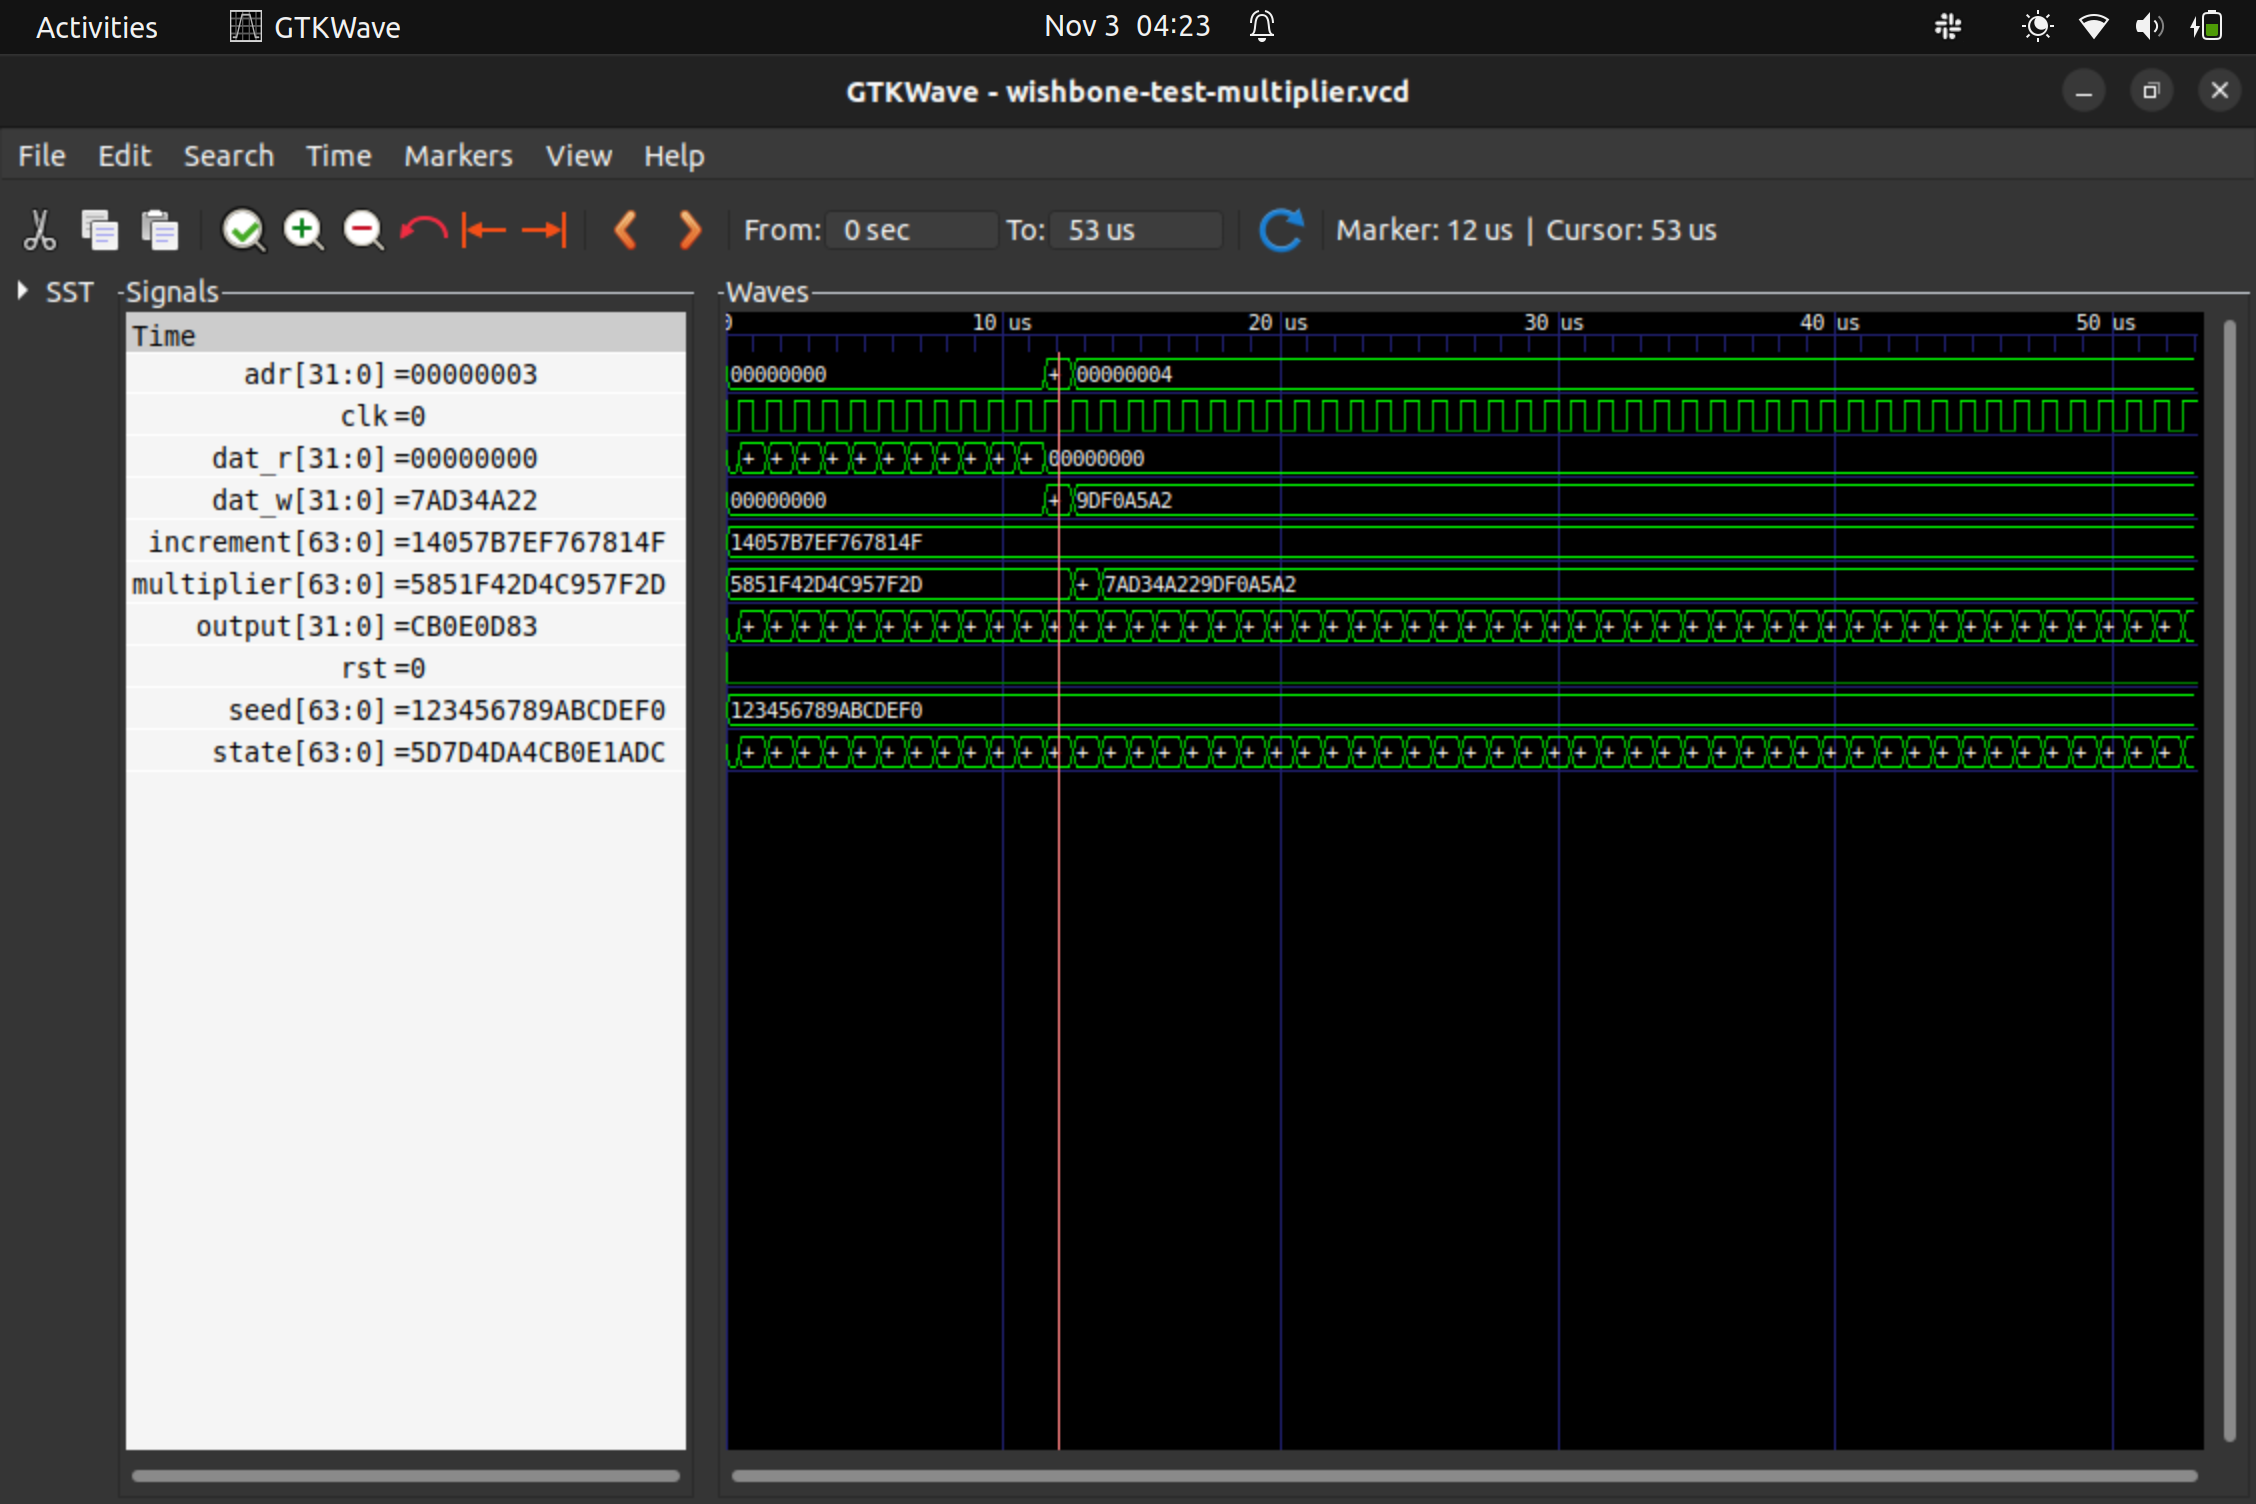 Activities GTKWave Nov 3 04:23
GTKWave - wishbone-test-multiplier.vcd
File Edit Search Time Markers View Help
From: 0 sec To: 53 us Marker: 12 us | Cursor: 53 us
SST Signals Waves
Time 0 10 us 20 us 30 us 40 us 50 us
adr[31:0] =00000003 00000000 + 00000004
clk =0
dat_r[31:0] =00000000 + + + + + + + + + + + 00000000
dat_w[31:0] =7AD34A22 00000000 + 9DF0A5A2
increment[63:0] =14057B7EF767814F 14057B7EF767814F
multiplier[63:0] =5851F42D4C957F2D 5851F42D4C957F2D + 7AD34A229DF0A5A2
output[31:0] =CB0E0D83 + + + + + + + + + + + + + + + + + + + + + + + + + + + + + + + + + + + + + + + + + + + + + + + + + + + +
rst =0
seed[63:0] =123456789ABCDEF0 123456789ABCDEF0
state[63:0] =5D7D4DA4CB0E1ADC + + + + + + + + + + + + + + + + + + + + + + + + + + + + + + + + + + + + + + + + + + + + + + + + + + + +